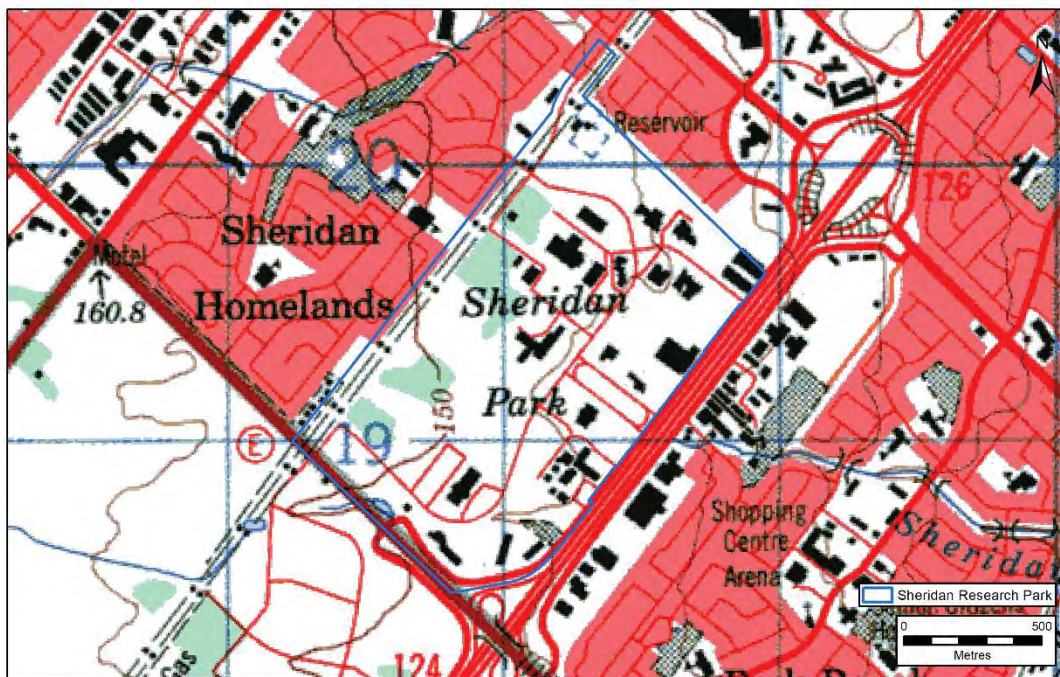 N
Reservoir
20
126
Sheridan
Motel
Homelands
160.8
Sheridan
Park
150
E
19
Shopping
Centre
Arena
Sheridan Research Park
0 500
Metres
124
Gas